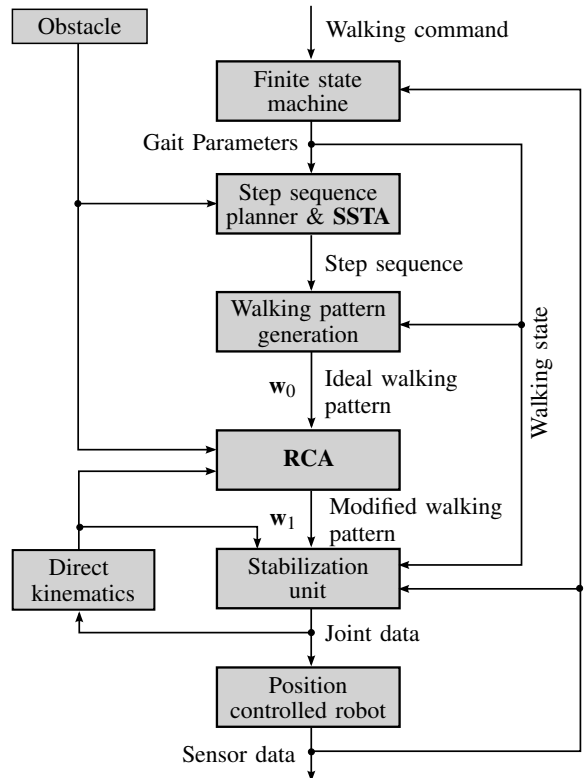 Obstacle
Walking command
Finite state
machine
Gait Parameters
Step sequence
planner & SSTA
Step sequence
Walking pattern
generation
Walking state
w0
Ideal walking
pattern
RCA
w1
Modified walking
pattern
Direct
kinematics
Stabilization
unit
Joint data
Position
controlled robot
Sensor data